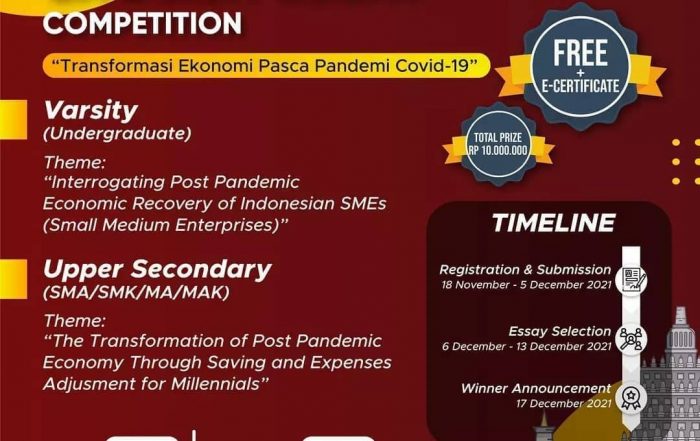 COMPETITION
“Transformasi Ekonomi Pasca Pandemi Covid-19”
FREE
+
E-CERTIFICATE
TOTAL PRIZE
RP 10.000.000
Varsity
(Undergraduate)
Theme:
“Interrogating Post Pandemic
Economic Recovery of Indonesian SMEs
(Small Medium Enterprises)”
Upper Secondary
(SMA/SMK/MA/MAK)
Theme:
“The Transformation of Post Pandemic
Economy Through Saving and Expenses
Adjusment for Millennials”
TIMELINE
Registration & Submission
18 November - 5 December 2021
Essay Selection
6 December - 13 December 2021
Winner Announcement
17 December 2021